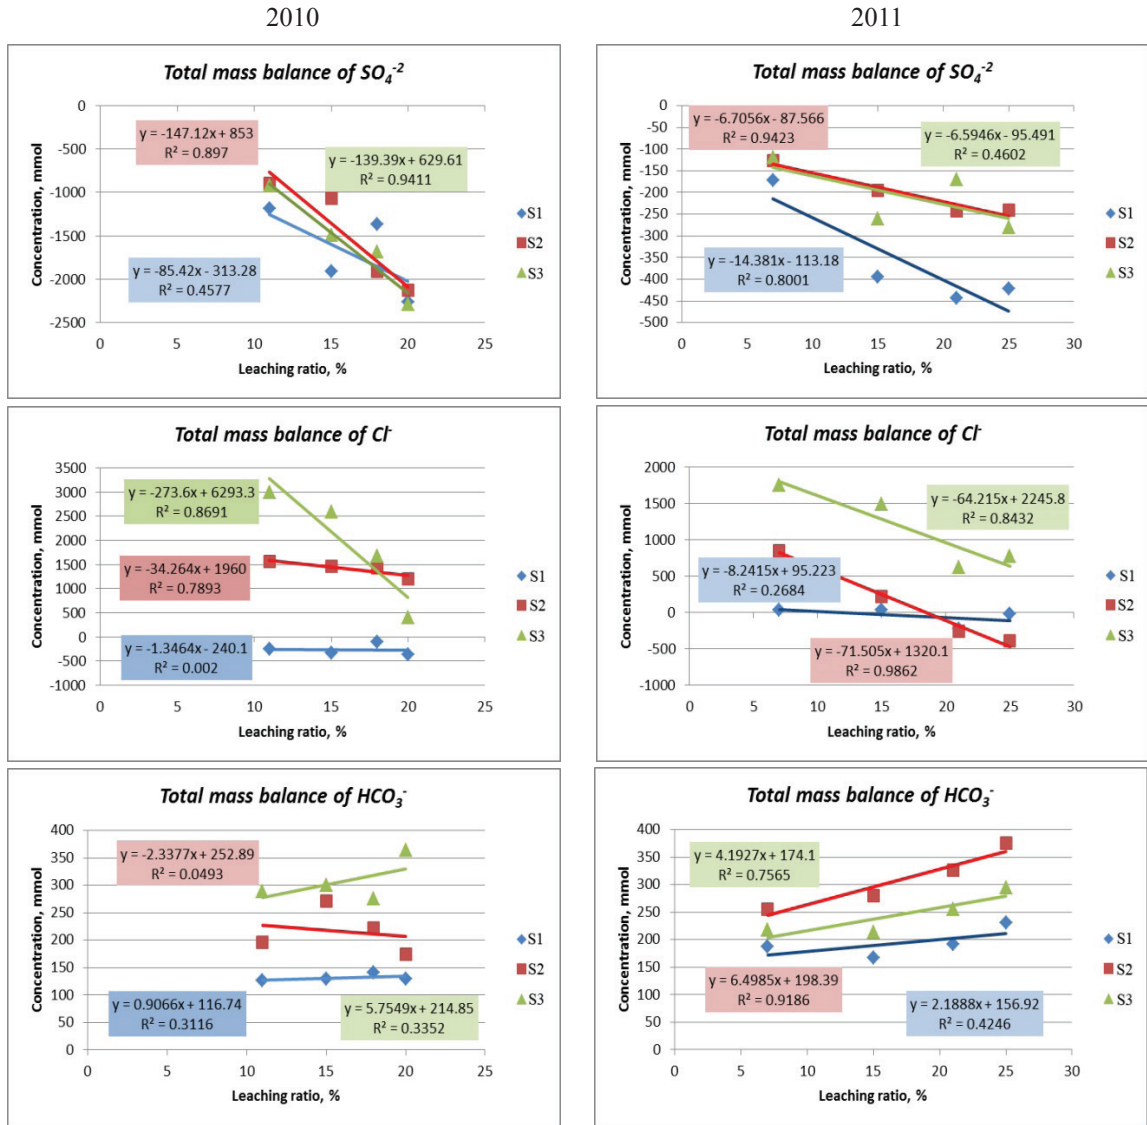 2010
2011
Total mass balance of SO₄⁻²
0
-500
-1000
-1500
-2000
-2500
Concentration, mmol
y = -147.12x + 853
R² = 0.897
y = -139.39x + 629.61
R² = 0.9411
y = -85.42x - 313.28
R² = 0.4577
S1
S2
S3
0 5 10 15 20 25
Leaching ratio, %
Total mass balance of SO₄⁻²
0
-50
-100
-150
-200
-250
-300
-350
-400
-450
-500
Concentration, mmol
y = -6.7056x - 87.566
R² = 0.9423
y = -6.5946x - 95.491
R² = 0.4602
y = -14.381x - 113.18
R² = 0.8001
S1
S2
S3
0 5 10 15 20 25 30
Leaching ratio, %
Total mass balance of Cl⁻
3500
3000
2500
2000
1500
1000
500
0
-500
-1000
Concentration, mmol
y = -273.6x + 6293.3
R² = 0.8691
y = -34.264x + 1960
R² = 0.7893
y = -1.3464x - 240.1
R² = 0.002
S1
S2
S3
0 5 10 15 20 25
Leaching ratio, %
Total mass balance of Cl⁻
2000
1500
1000
500
0
-500
-1000
Concentration, mmol
y = -64.215x + 2245.8
R² = 0.8432
y = -8.2415x + 95.223
R² = 0.2684
y = -71.505x + 1320.1
R² = 0.9862
S1
S2
S3
0 5 10 15 20 25 30
Leaching ratio, %
Total mass balance of HCO₃⁻
400
350
300
250
200
150
100
50
0
Concentration, mmol
y = -2.3377x + 252.89
R² = 0.0493
y = 0.9066x + 116.74
R² = 0.3116
y = 5.7549x + 214.85
R² = 0.3352
S1
S2
S3
0 5 10 15 20 25
Leaching ratio, %
Total mass balance of HCO₃⁻
400
350
300
250
200
150
100
50
0
Concentration, mmol
y = 4.1927x + 174.1
R² = 0.7565
y = 6.4985x + 198.39
R² = 0.9186
y = 2.1888x + 156.92
R² = 0.4246
S1
S2
S3
0 5 10 15 20 25 30
Leaching ratio, %